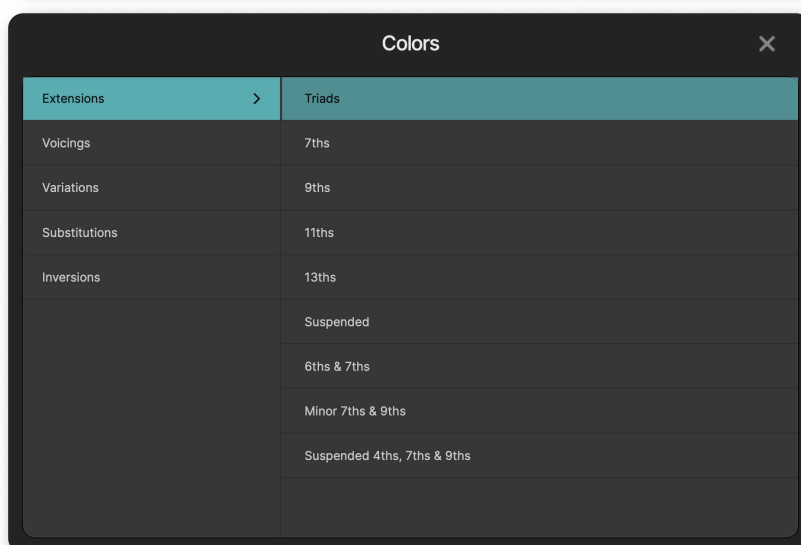 Colors
Extensions
Triads
Voicings
7ths
Variations
9ths
Substitutions
11ths
Inversions
13ths
Suspended
6ths & 7ths
Minor 7ths & 9ths
Suspended 4ths, 7ths & 9ths